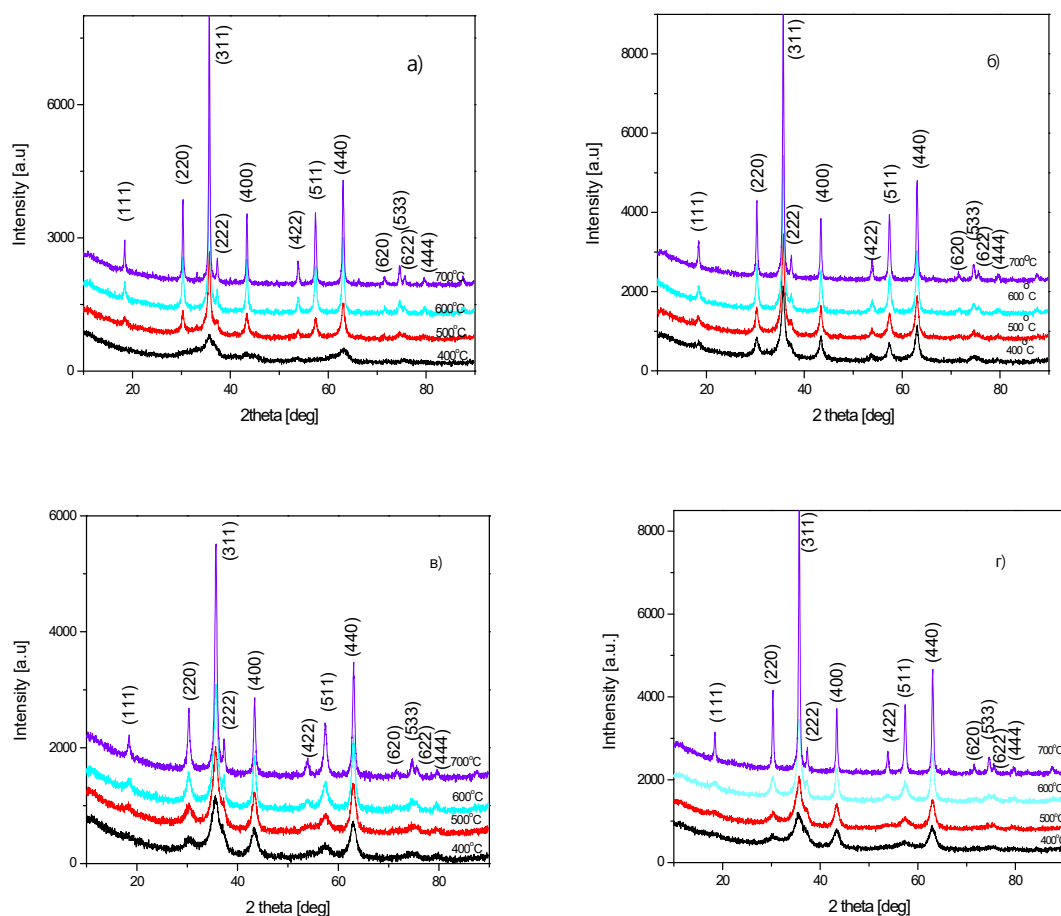 а)
Intensity [a.u]
6000
3000
0
(111)
(220)
(311)
(222)
(400)
(422)
(511)
(440)
(620)
(533)
(622)
(444)
700°C
600°C
500°C
400°C
20 40 60 80
2theta [deg]
б)
Intensity [a.u]
8000
6000
4000
2000
0
(111)
(220)
(311)
(222)
(400)
(422)
(511)
(440)
(620)
(533)
(622)
(444)
700°C
600°C
500°C
400°C
20 40 60 80
2 theta [deg]
в)
Intensity [a.u]
6000
4000
2000
0
(111)
(220)
(311)
(222)
(400)
(422)
(511)
(440)
(620)
(533)
(622)
(444)
700°C
600°C
500°C
400°C
20 40 60 80
2 theta [deg]
г)
Inthensity [a.u.]
8000
6000
4000
2000
0
(111)
(220)
(311)
(222)
(400)
(422)
(511)
(440)
(620)
(533)
(622)
(444)
700°C
600°C
500°C
400°C
20 40 60 80
2 theta [deg]